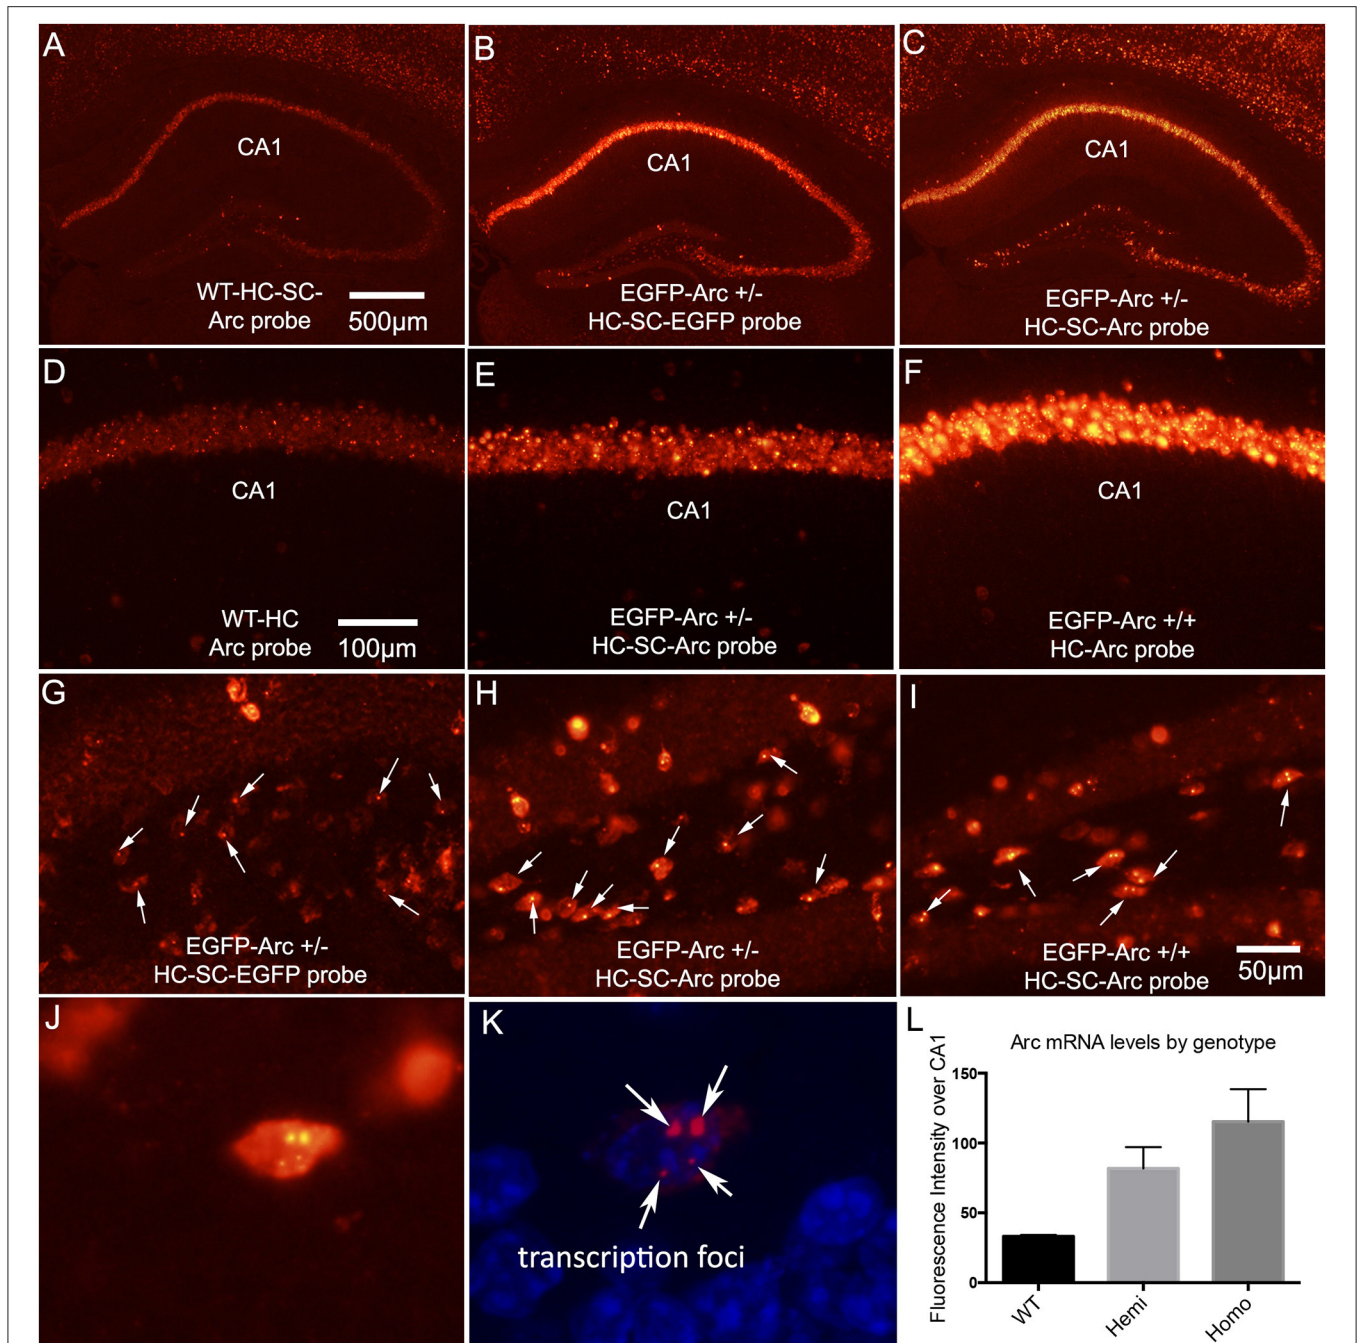 A
CA1
WT-HC-SC-
Arc probe
500µm
B
CA1
EGFP-Arc +/-
HC-SC-EGFP probe
C
CA1
EGFP-Arc +/-
HC-SC-Arc probe
D
CA1
WT-HC
Arc probe
100µm
E
CA1
EGFP-Arc +/-
HC-SC-Arc probe
F
CA1
EGFP-Arc +/+
HC-Arc probe
G
EGFP-Arc +/-
HC-SC-EGFP probe
H
EGFP-Arc +/-
HC-SC-Arc probe
I
EGFP-Arc +/+
HC-SC-Arc probe
50µm
J
K
transcription foci
L
Arc mRNA levels by genotype
Fluorescence Intensity over CA1
150
100
50
0
WT
Hemi
Homo